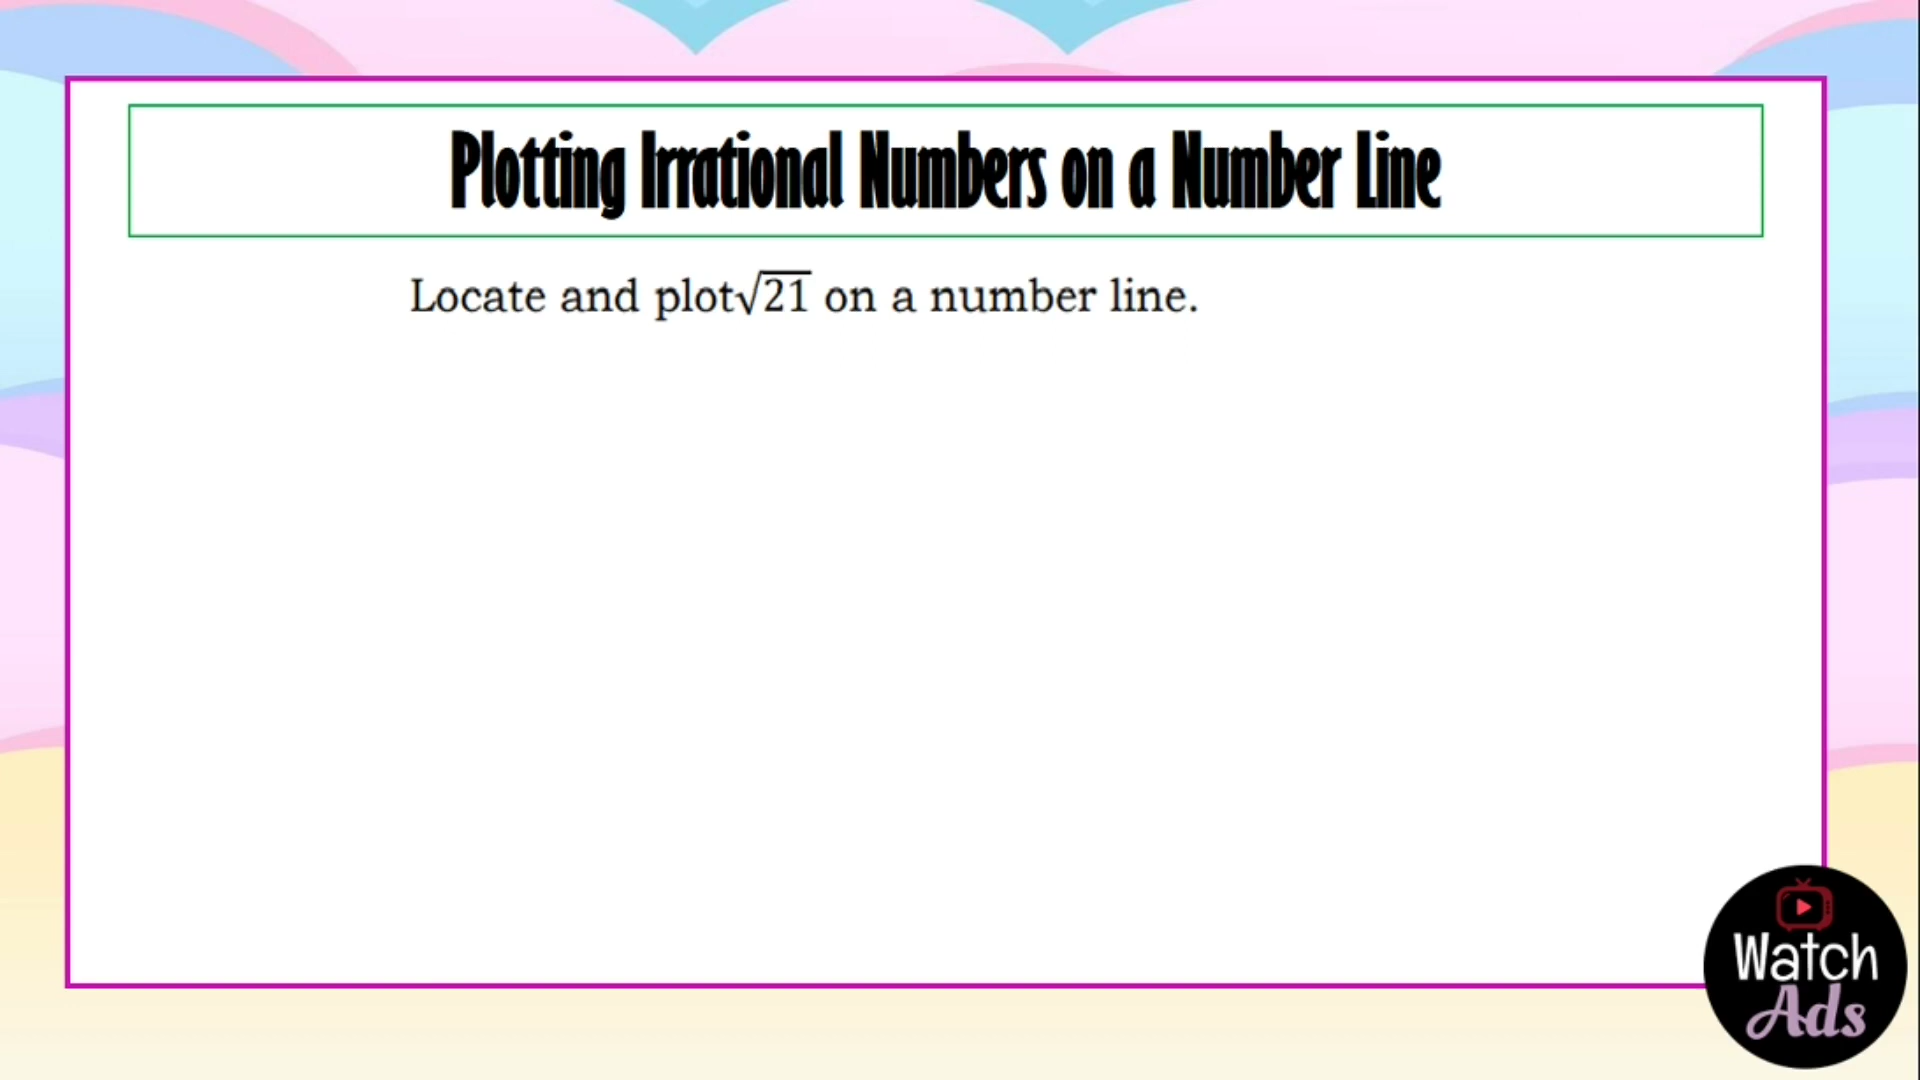 Plotting Irrational Numbers on a Number Line
Locate and plot√21 on a number line.
Watch
Ads